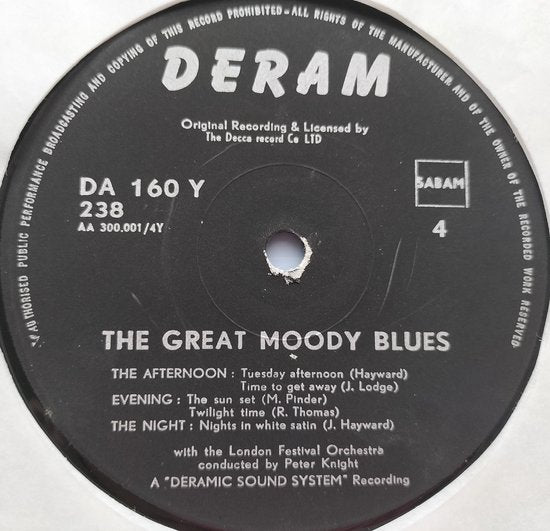 UNAUTHORISED PUBLIC PERFORMANCE BROADCASTING AND COPYING OF THIS RECORD PROHIBITED—ALL RIGHTS OF THE MANUFACTURER AND OF THE OWNER OF THE RECORDED WORK RESERVED
DERAM
Original Recording & Licensed by
The Decca record Co LTD
DA 160 Y
238
AA 300.001/4Y
SABAM
4
THE GREAT MOODY BLUES
THE AFTERNOON : Tuesday afternoon (Hayward)
Time to get away (J. Lodge)
EVENING : The sun set (M. Pinder)
Twilight time (R. Thomas)
THE NIGHT : Nights in white satin (J. Hayward)
with the London Festival Orchestra
conducted by Peter Knight
A "DERAMIC SOUND SYSTEM" Recording